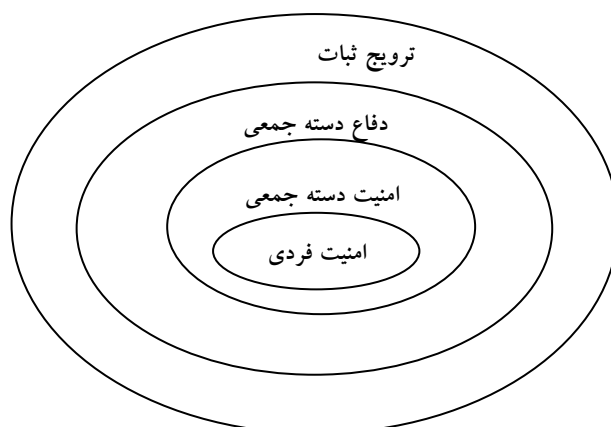 ترویج ثبات
دفاع دسته جمعی
امنیت دسته جمعی
امنیت فردی